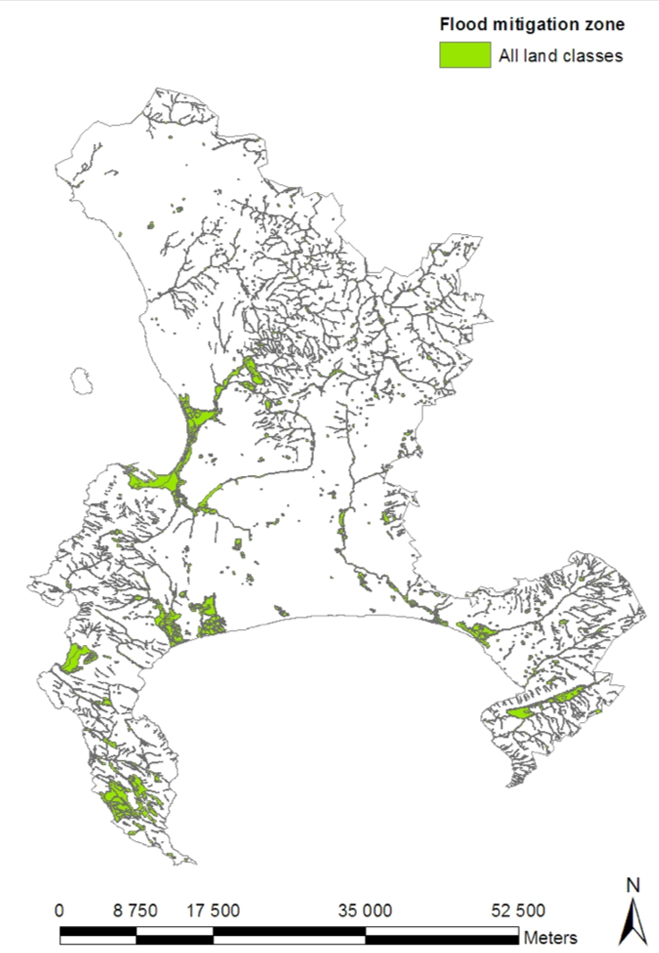 Flood mitigation zone
All land classes
N
0 8 750 17 500 35 000 52 500
Meters